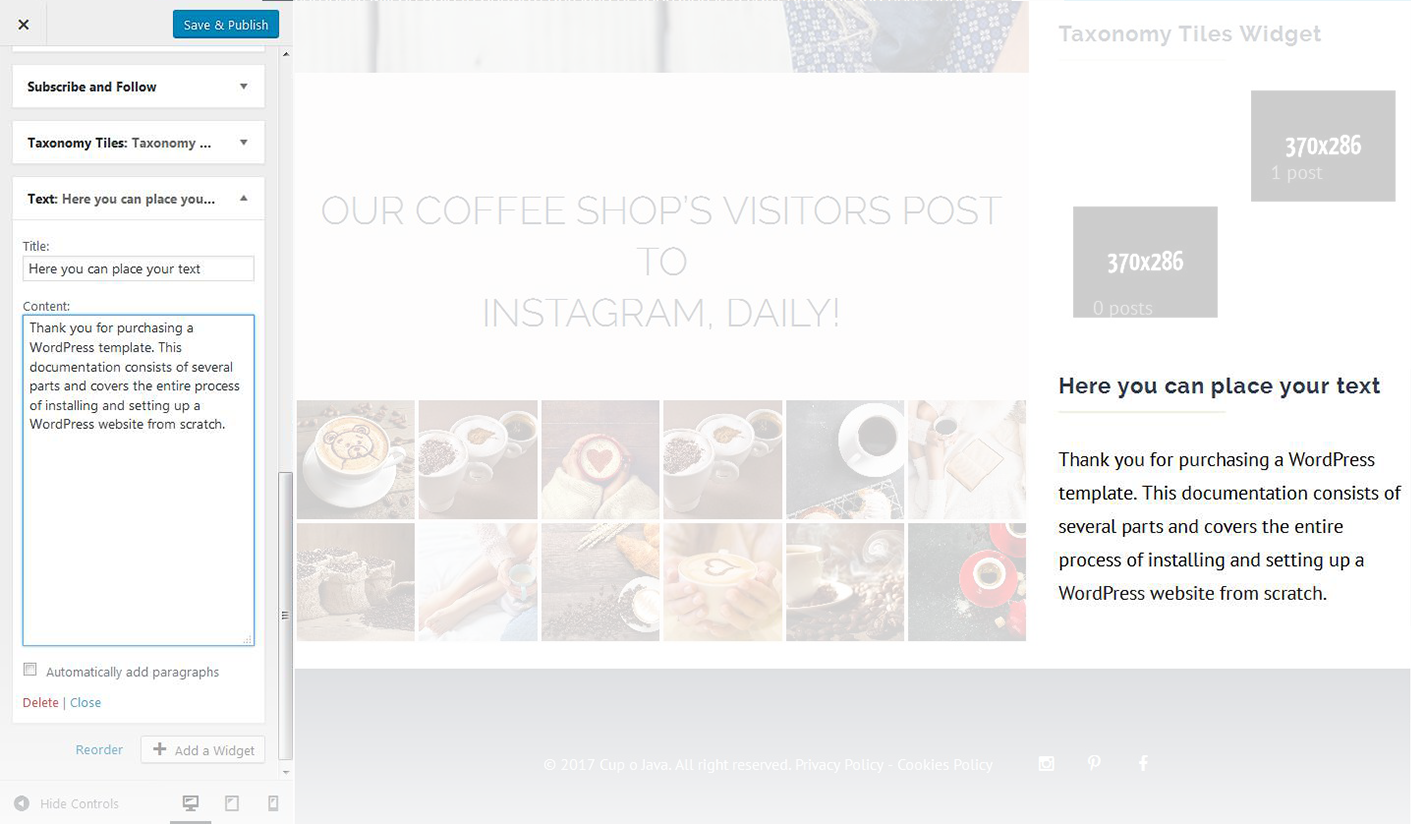 Save & Publish
Subscribe and Follow
Taxonomy Tiles: Taxonomy ...
Text: Here you can place you...
Title:
Here you can place your text
Content:
Thank you for purchasing a
WordPress template. This
documentation consists of several
parts and covers the entire process
of installing and setting up a
WordPress website from scratch.
Automatically add paragraphs
Delete | Close
Reorder
Add a Widget
Hide Controls
OUR COFFEE SHOP'S VISITORS POST
TO
INSTAGRAM, DAILY!
Taxonomy Tiles Widget
370x286
1 post
370x286
0 posts
Here you can place your text
Thank you for purchasing a WordPress
template. This documentation consists of
several parts and covers the entire
process of installing and setting up a
WordPress website from scratch.
© 2017 Cup o Java. All right reserved. Privacy Policy - Cookies Policy